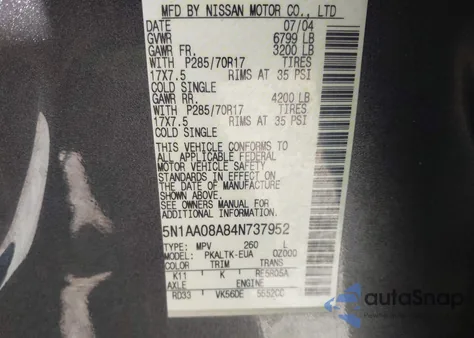 MFD BY NISSAN MOTOR CO., LTD
DATE 07/04
GVWR 6799 LB
GAWR FR. 3200 LB
WITH P285/70R17 TIRES
17X7.5 RIMS AT 35 PSI
COLD SINGLE
GAWR RR. 4200 LB
WITH P285/70R17 TIRES
17X7.5 RIMS AT 35 PSI
COLD SINGLE
THIS VEHICLE CONFORMS TO
ALL APPLICABLE FEDERAL
MOTOR VEHICLE SAFETY
STANDARDS IN EFFECT ON
THE DATE OF MANUFACTURE
SHOWN ABOVE.
SEE OWNERS MANUAL FOR
ADDITIONAL INFORMATION.
5N1AA08A84N737952
TYPE: MPV 260 L
MODEL: PKALTK-EUA DZ000
COLOR TRIM TRANS
K11 K RE5R05A
AXLE ENGINE
RD33 VK56DE 5552CC
autoSnap